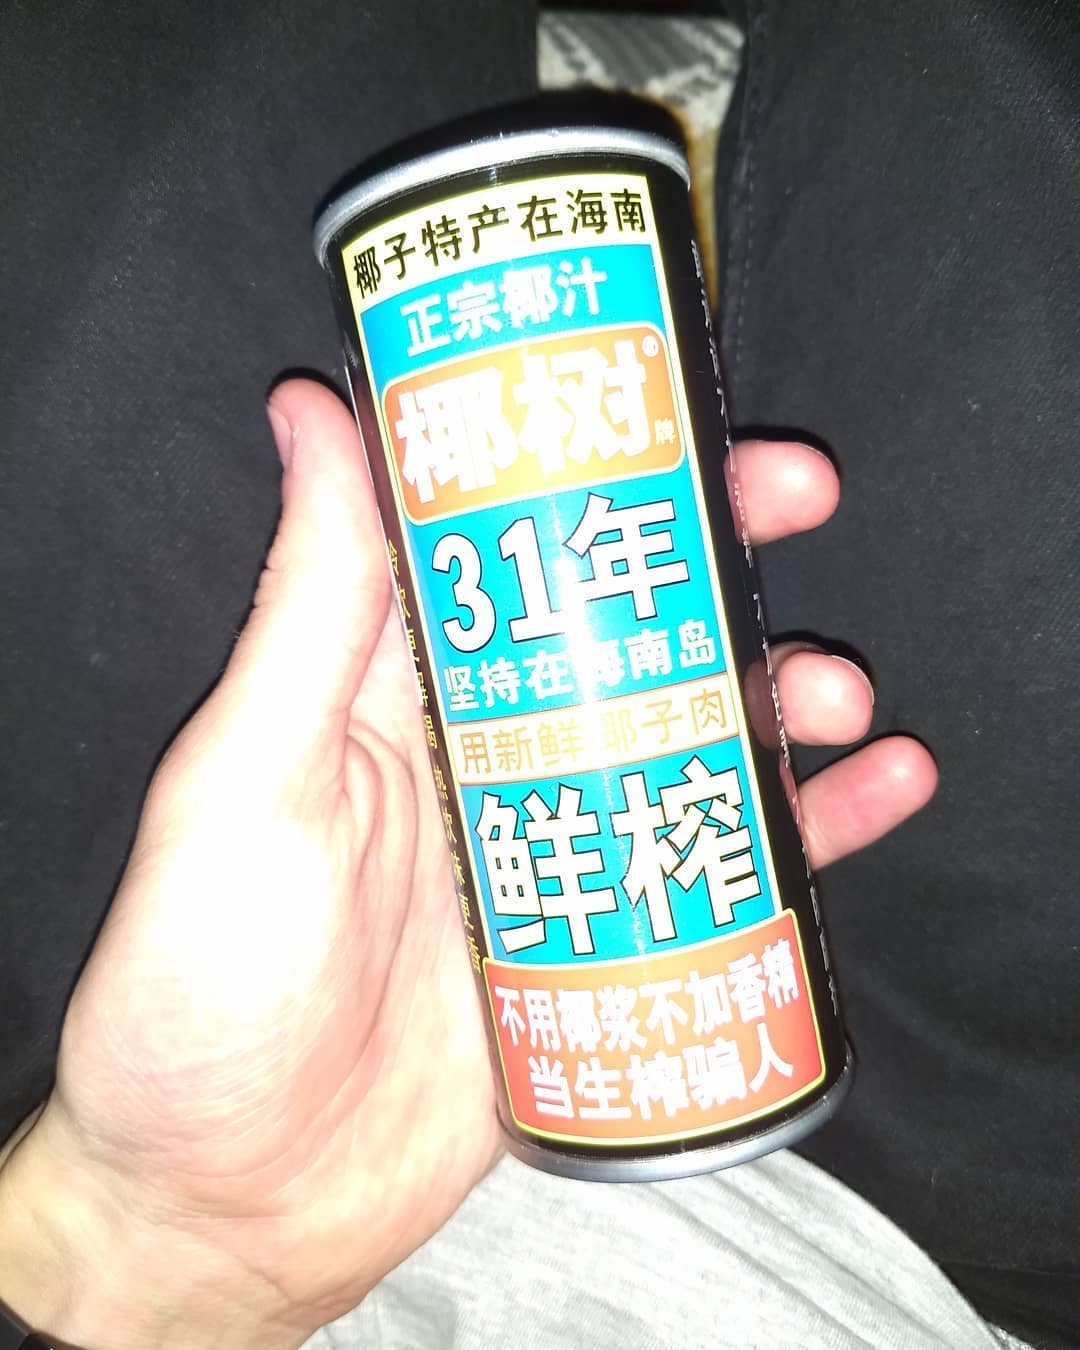 椰子特产在海南
正宗椰汁
椰树®
牌
31年
坚持在海南岛
用新鲜椰子肉
鲜榨
不用椰浆不加香精
当生榨骗人